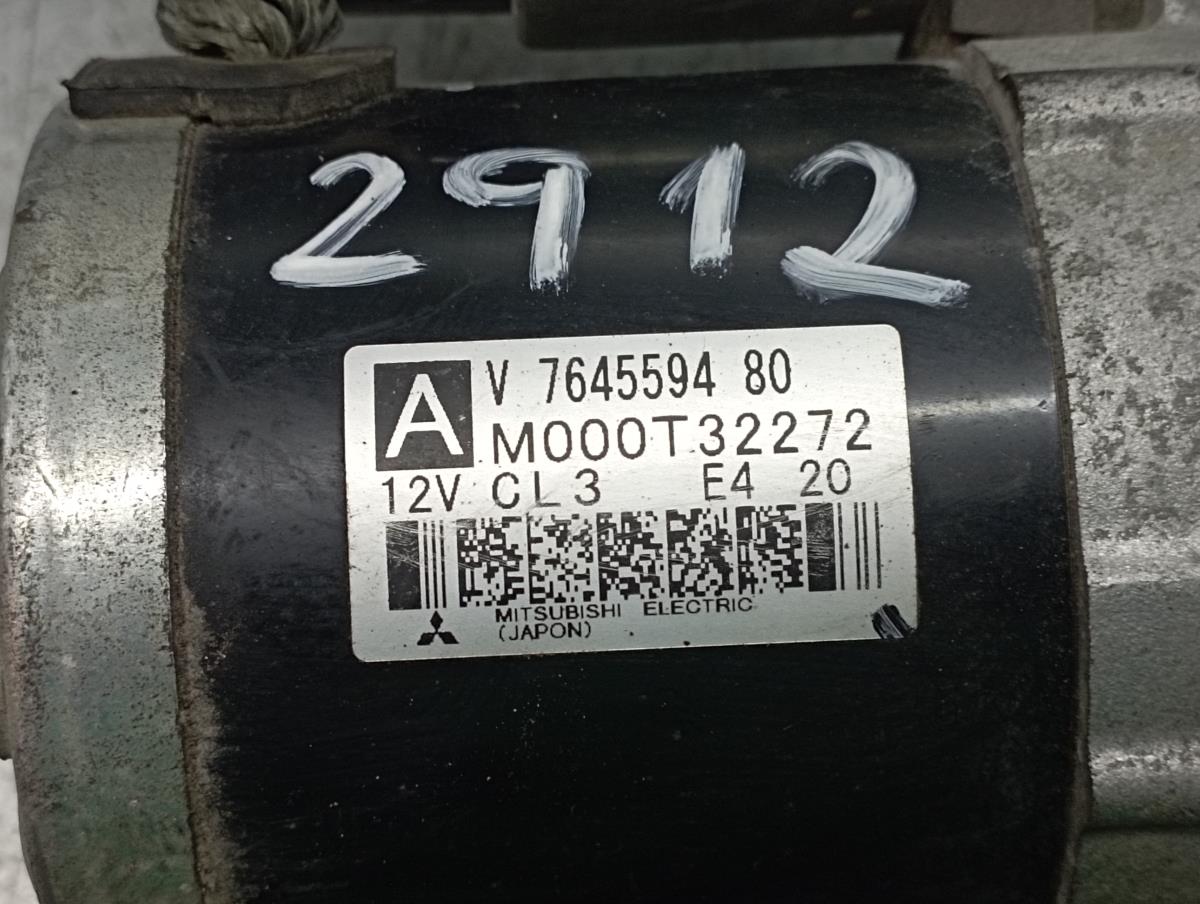 2912
A
V 7645594 80
M000T32272
12V CL3 E4 20
MITSUBISHI ELECTRIC
(JAPON)